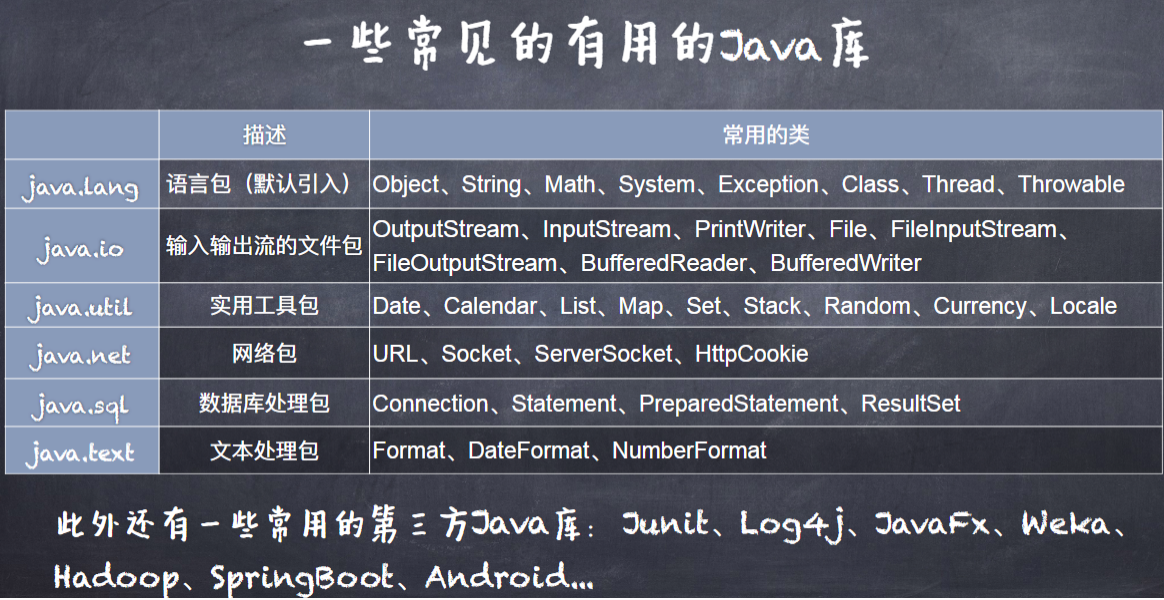 一些常见的有用的Java库
描述 常用的类
java.lang 语言包（默认引入） Object、String、Math、System、Exception、Class、Thread、Throwable
java.io 输入输出流的文件包 OutputStream、InputStream、PrintWriter、File、FileInputStream、
FileOutputStream、BufferedReader、BufferedWriter
java.util 实用工具包 Date、Calendar、List、Map、Set、Stack、Random、Currency、Locale
java.net 网络包 URL、Socket、ServerSocket、HttpCookie
java.sql 数据库处理包 Connection、Statement、PreparedStatement、ResultSet
java.text 文本处理包 Format、DateFormat、NumberFormat
此外还有一些常用的第三方Java库：Junit、Log4j、JavaFx、Weka、
Hadoop、SpringBoot、Android...